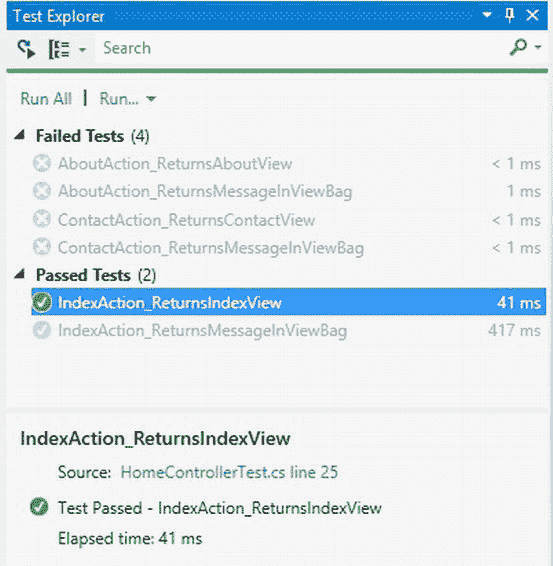 Test Explorer
Search
Run All | Run...
Failed Tests (4)
AboutAction_ReturnsAboutView < 1 ms
AboutAction_ReturnsMessageInViewBag 1 ms
ContactAction_ReturnsContactView < 1 ms
ContactAction_ReturnsMessageInViewBag < 1 ms
Passed Tests (2)
IndexAction_ReturnsIndexView 41 ms
IndexAction_ReturnsMessageInViewBag 417 ms
IndexAction_ReturnsIndexView
Source: HomeControllerTest.cs line 25
Test Passed - IndexAction_ReturnsIndexView
Elapsed time: 41 ms